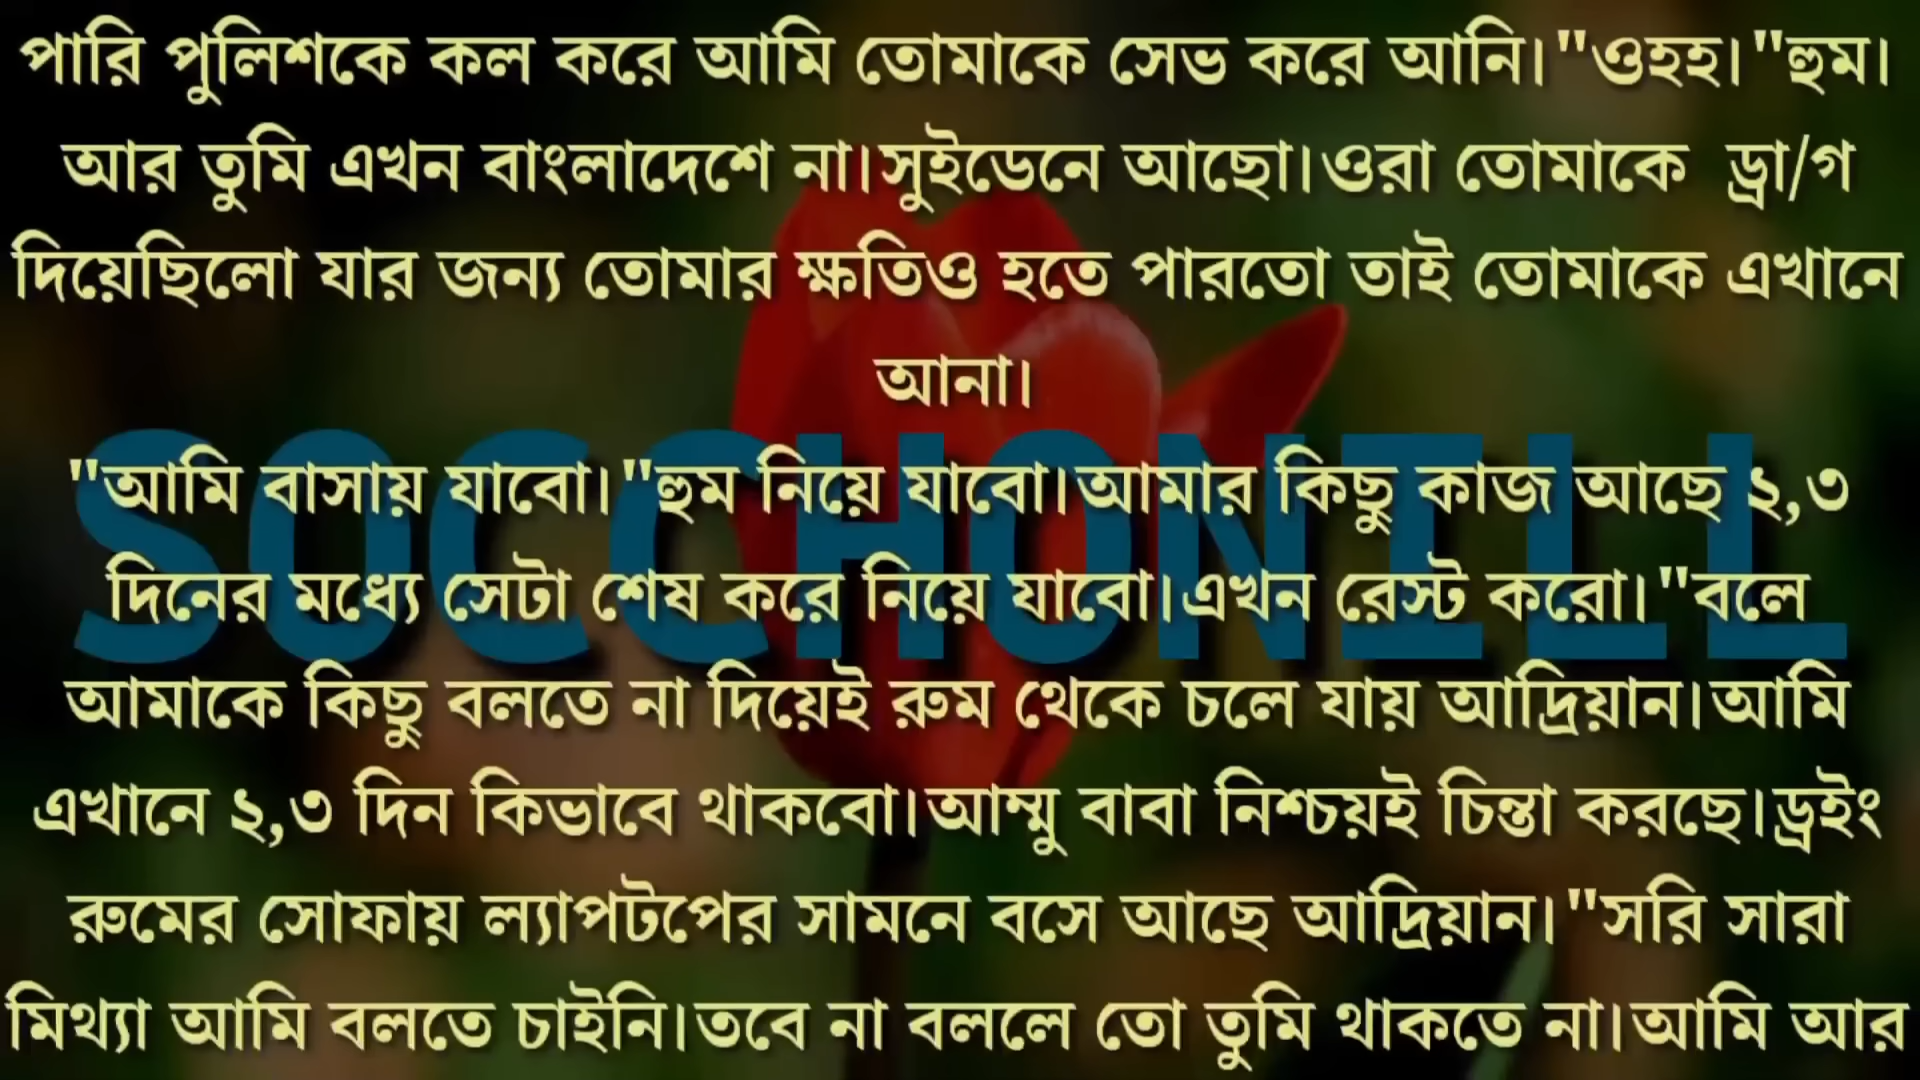 পারি পুলিশকে কল করে আমি তোমাকে সেভ করে আনি।"ওহহ।"হুম।
আর তুমি এখন বাংলাদেশে না।সুইডেনে আছো।ওরা তোমাকে ড্রা/গ
দিয়েছিলো যার জন্য তোমার ক্ষতিও হতে পারতো তাই তোমাকে এখানে
আনা।
SOCCHONILL
"আমি বাসায় যাবো।"হুম নিয়ে যাবো।আমার কিছু কাজ আছে ২,৩
দিনের মধ্যে সেটা শেষ করে নিয়ে যাবো।এখন রেস্ট করো।"বলে
আমাকে কিছু বলতে না দিয়েই রুম থেকে চলে যায় আদ্রিয়ান।আমি
এখানে ২,৩ দিন কিভাবে থাকবো।আম্মু বাবা নিশ্চয়ই চিন্তা করছে।ড্রইং
রুমের সোফায় ল্যাপটপের সামনে বসে আছে আদ্রিয়ান।"সরি সারা
মিথ্যা আমি বলতে চাইনি।তবে না বললে তো তুমি থাকতে না।আমি আর